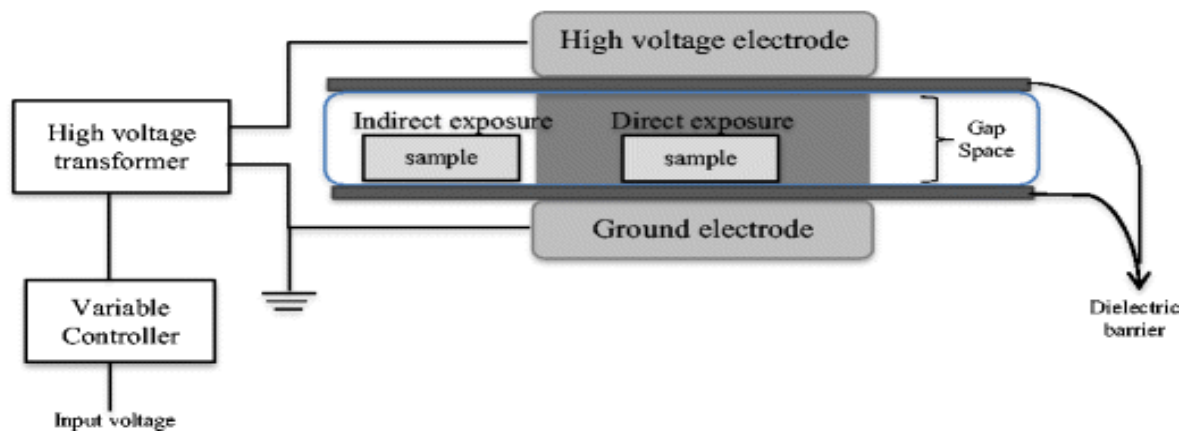 High voltage electrode
High voltage
transformer
Indirect exposure
Direct exposure
sample
sample
Gap
Space
Ground electrode
Variable
Controller
Dielectric
barrier
Input voltage